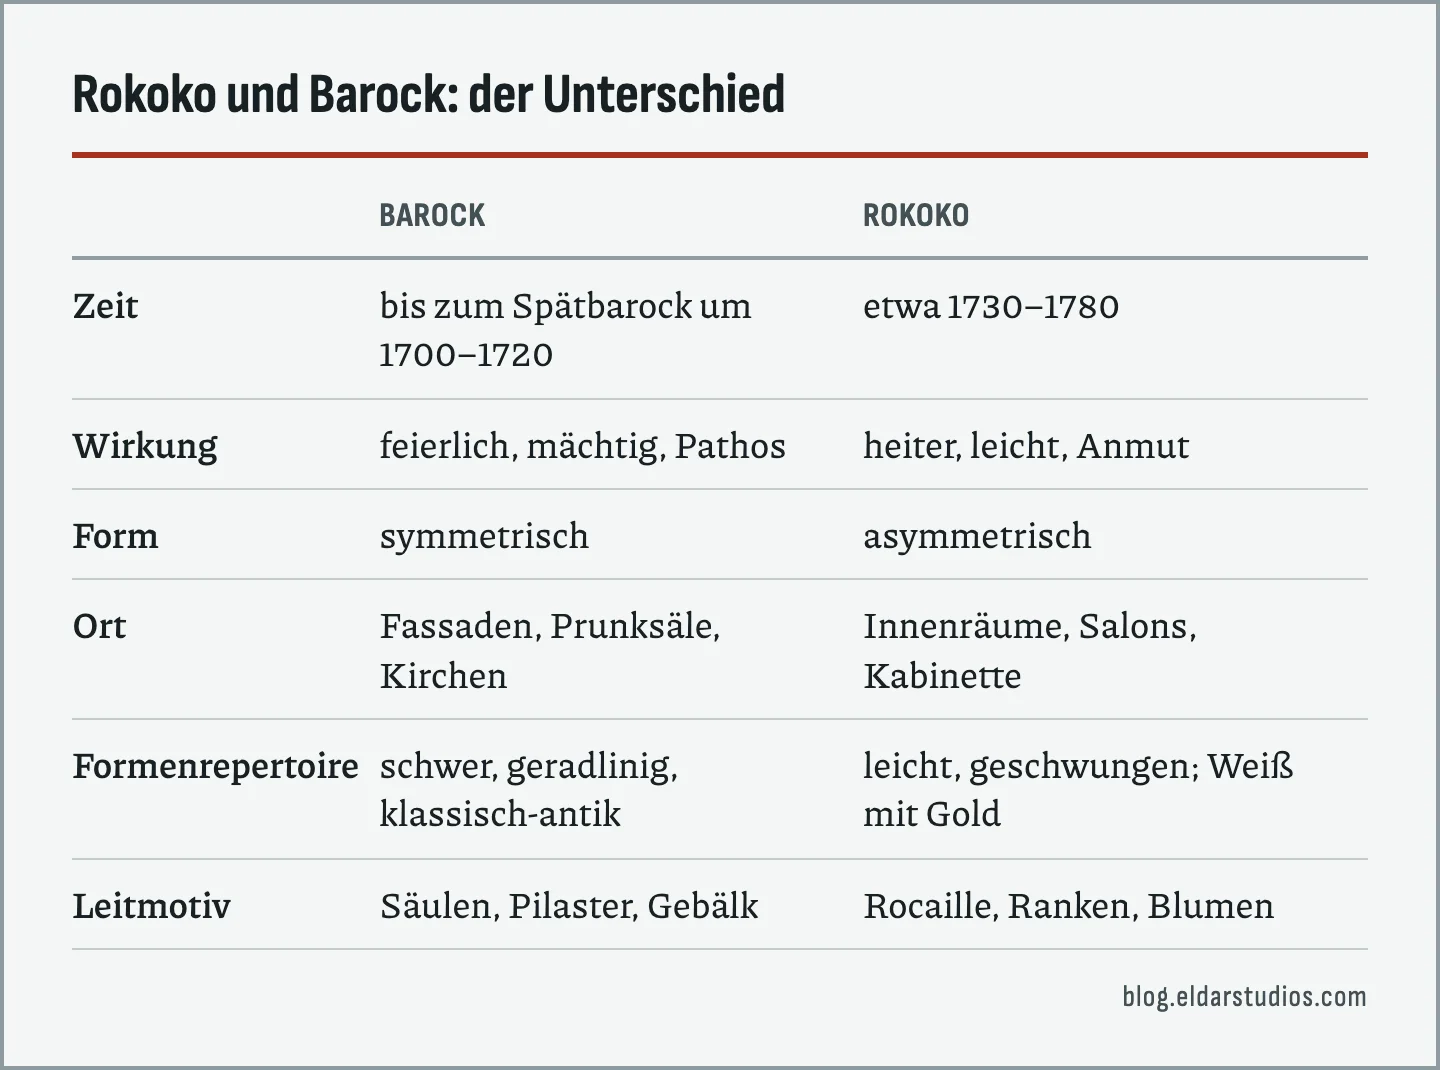 Rokoko und Barock: der Unterschied
BAROCK ROKOKO
Zeit bis zum Spätbarock um etwa 1730–1780
1700–1720
Wirkung feierlich, mächtig, Pathos heiter, leicht, Anmut
Form symmetrisch asymmetrisch
Ort Fassaden, Prunksäle, Innenräume, Salons,
Kirchen Kabinette
Formenrepertoire schwer, geradlinig, leicht, geschwungen; Weiß
klassisch-antik mit Gold
Leitmotiv Säulen, Pilaster, Gebälk Rocaille, Ranken, Blumen
blog.eldarstudios.com